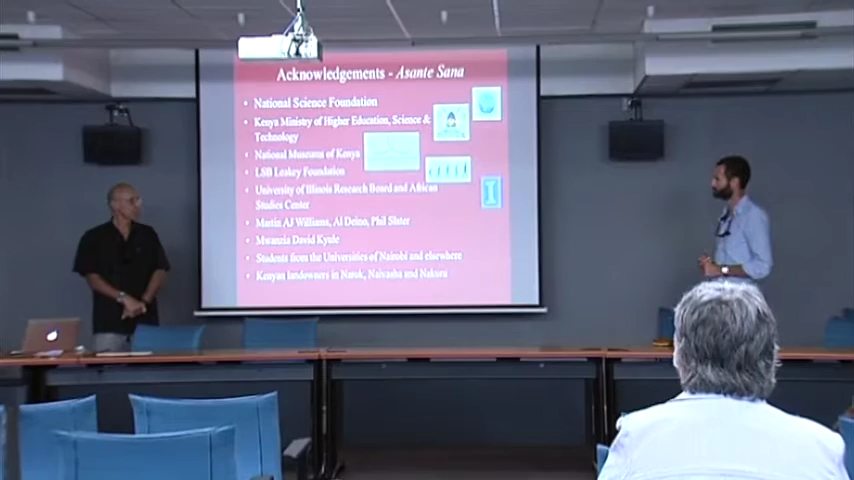 Acknowledgements - Asante Sana
• National Science Foundation
• Kenya Ministry of Higher Education, Science &
Technology
• National Museums of Kenya
• LSB Leakey Foundation
• University of Illinois Research Board and African
Studies Center
• Martin AJ Williams, Al Deino, Phil Slater
• Mwanzia David Kyule
• Students from the Universities of Nairobi and elsewhere
• Kenyan landowners in Narok, Naivasha and Nakuru